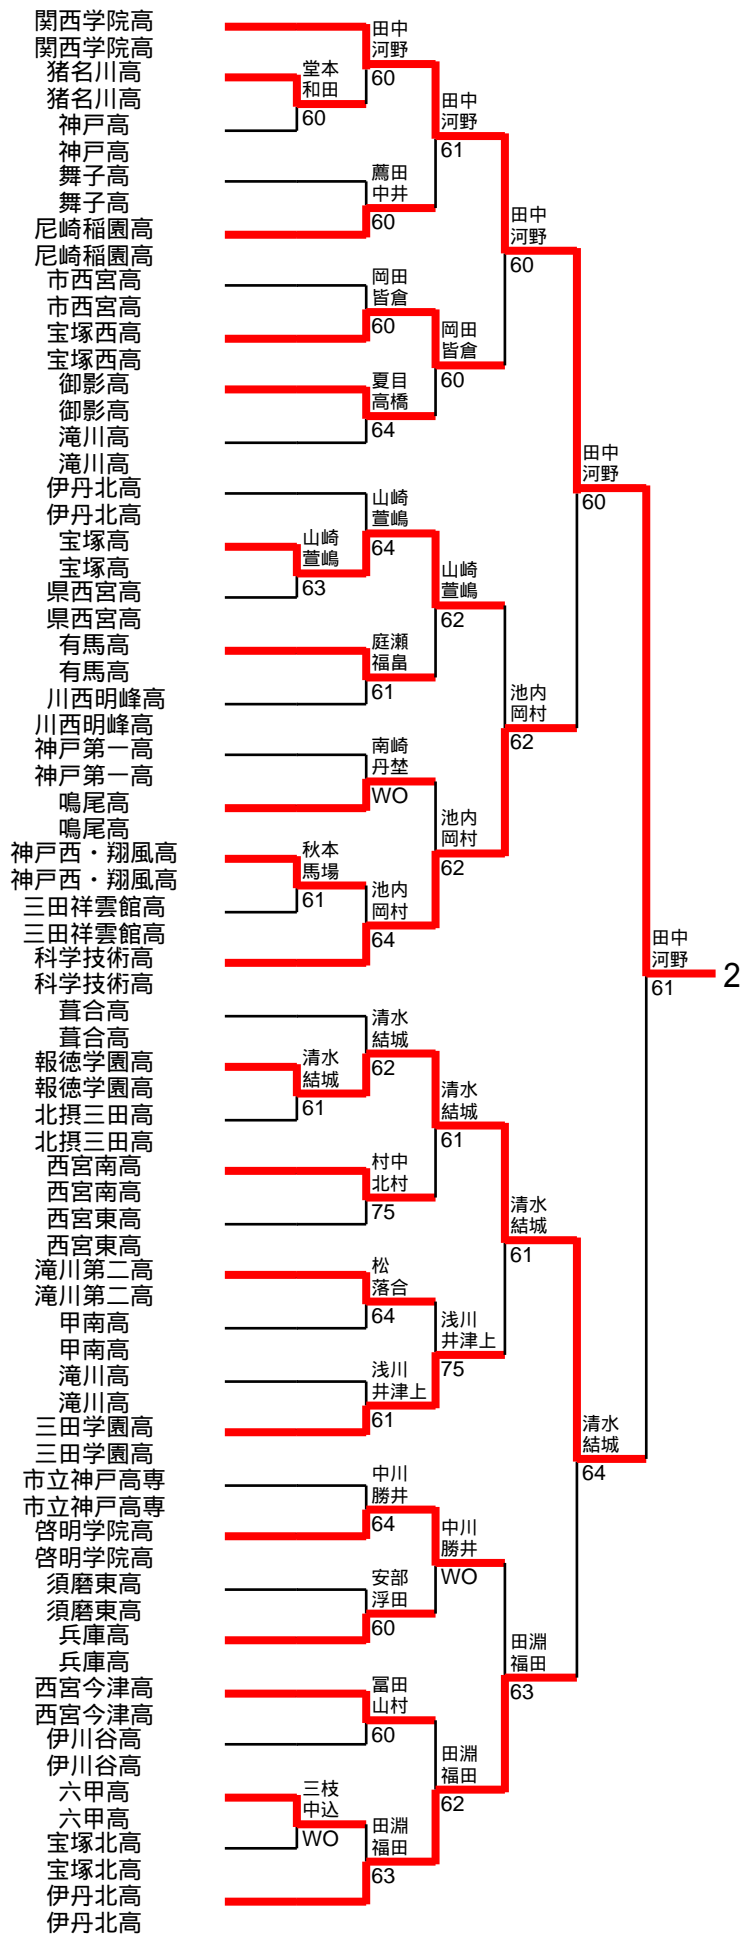 関西学院高
関西学院高
猪名川高
猪名川高
神戸高
神戸高
舞子高
舞子高
尼崎稲園高
尼崎稲園高
市西宮高
市西宮高
宝塚西高
宝塚西高
御影高
御影高
滝川高
滝川高
伊丹北高
伊丹北高
宝塚高
宝塚高
県西宮高
県西宮高
有馬高
有馬高
川西明峰高
川西明峰高
神戸第一高
神戸第一高
鳴尾高
鳴尾高
神戸西・翔風高
神戸西・翔風高
三田祥雲館高
三田祥雲館高
科学技術高
科学技術高
葺合高
葺合高
報徳学園高
報徳学園高
北摂三田高
北摂三田高
西宮南高
西宮南高
西宮東高
西宮東高
滝川第二高
滝川第二高
甲南高
甲南高
滝川高
滝川高
三田学園高
三田学園高
市立神戸高専
市立神戸高専
啓明学院高
啓明学院高
須磨東高
須磨東高
兵庫高
兵庫高
西宮今津高
西宮今津高
伊川谷高
伊川谷高
六甲高
六甲高
宝塚北高
宝塚北高
伊丹北高
伊丹北高
堂本
和田
60
山崎
萱嶋
63
秋本
馬場
61
清水
結城
61
三枝
中込
WO
田中
河野
60
薦田
中井
60
岡田
皆倉
60
夏目
高橋
64
山崎
萱嶋
64
庭瀬
福畠
61
南崎
丹埜
WO
池内
岡村
64
清水
結城
62
村中
北村
75
松
落合
64
浅川
井津上
61
中川
勝井
64
安部
浮田
60
冨田
山村
60
田淵
福田
63
田中
河野
61
岡田
皆倉
60
山崎
萱嶋
62
池内
岡村
62
清水
結城
61
浅川
井津上
75
中川
勝井
WO
田淵
福田
62
田中
河野
60
池内
岡村
62
清水
結城
61
田淵
福田
63
田中
河野
60
清水
結城
64
田中
河野
61
2